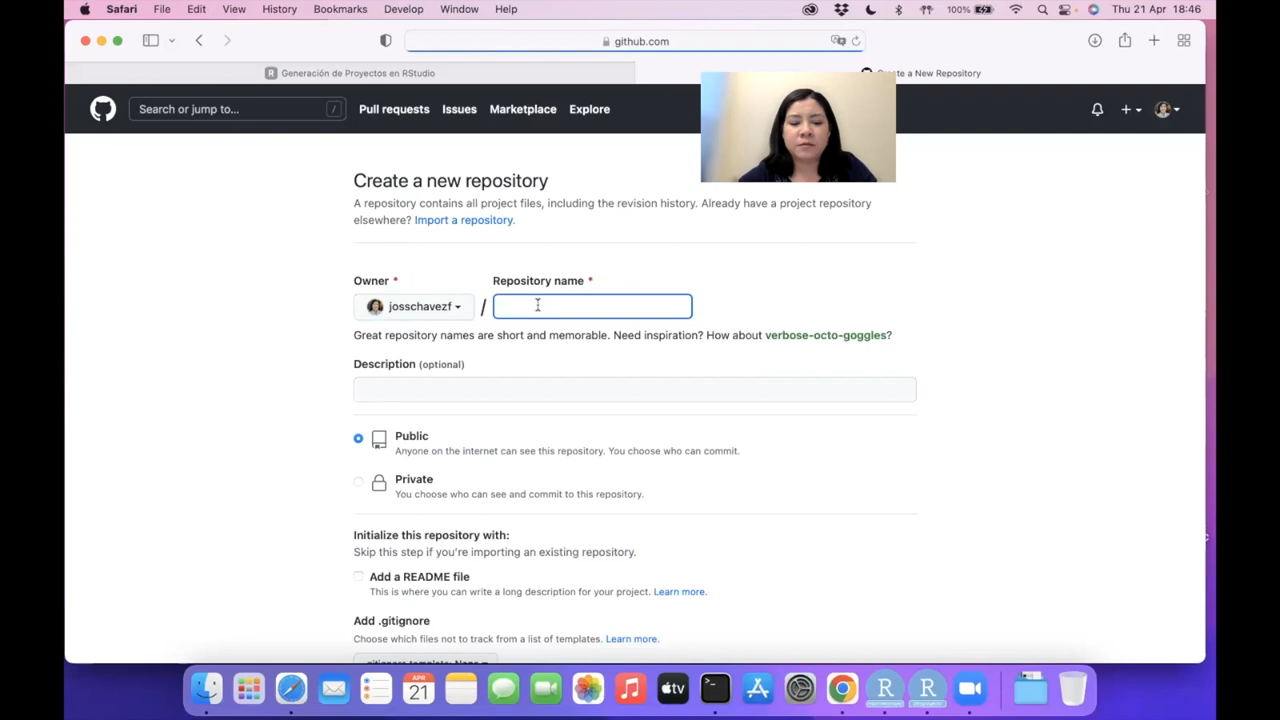 Safari File Edit View History Bookmarks Develop Window Help 100% Thu 21 Apr 18:46
github.com
Generación de Proyectos en RStudio
Create a New Repository
Search or jump to... / Pull requests Issues Marketplace Explore
Create a new repository
A repository contains all project files, including the revision history. Already have a project repository
elsewhere? Import a repository.
Owner * Repository name *
josschavezf /
Great repository names are short and memorable. Need inspiration? How about verbose-octo-goggles?
Description (optional)
Public
Anyone on the internet can see this repository. You choose who can commit.
Private
You choose who can see and commit to this repository.
Initialize this repository with:
Skip this step if you're importing an existing repository.
Add a README file
This is where you can write a long description for your project. Learn more.
Add .gitignore
Choose which files not to track from a list of templates. Learn more.
.gitignore template: None
APR
21
tv
R
R